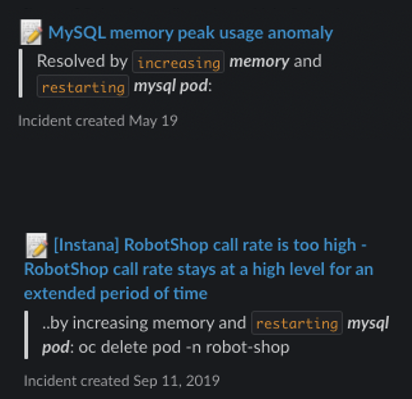 MySQL memory peak usage anomaly
Resolved by increasing memory and
restarting mysql pod:
Incident created May 19
[Instana] RobotShop call rate is too high -
RobotShop call rate stays at a high level for an
extended period of time
..by increasing memory and restarting mysql
pod: oc delete pod -n robot-shop
Incident created Sep 11, 2019